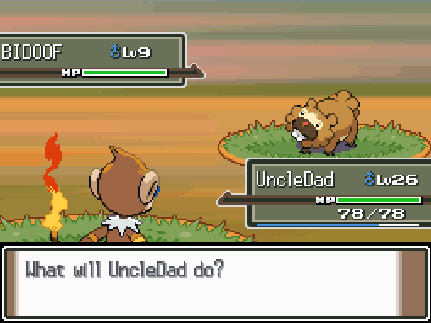 BIDOOF ♂Lv9
HP
UncleDad ♂Lv26
HP
78/78
What will UncleDad do?